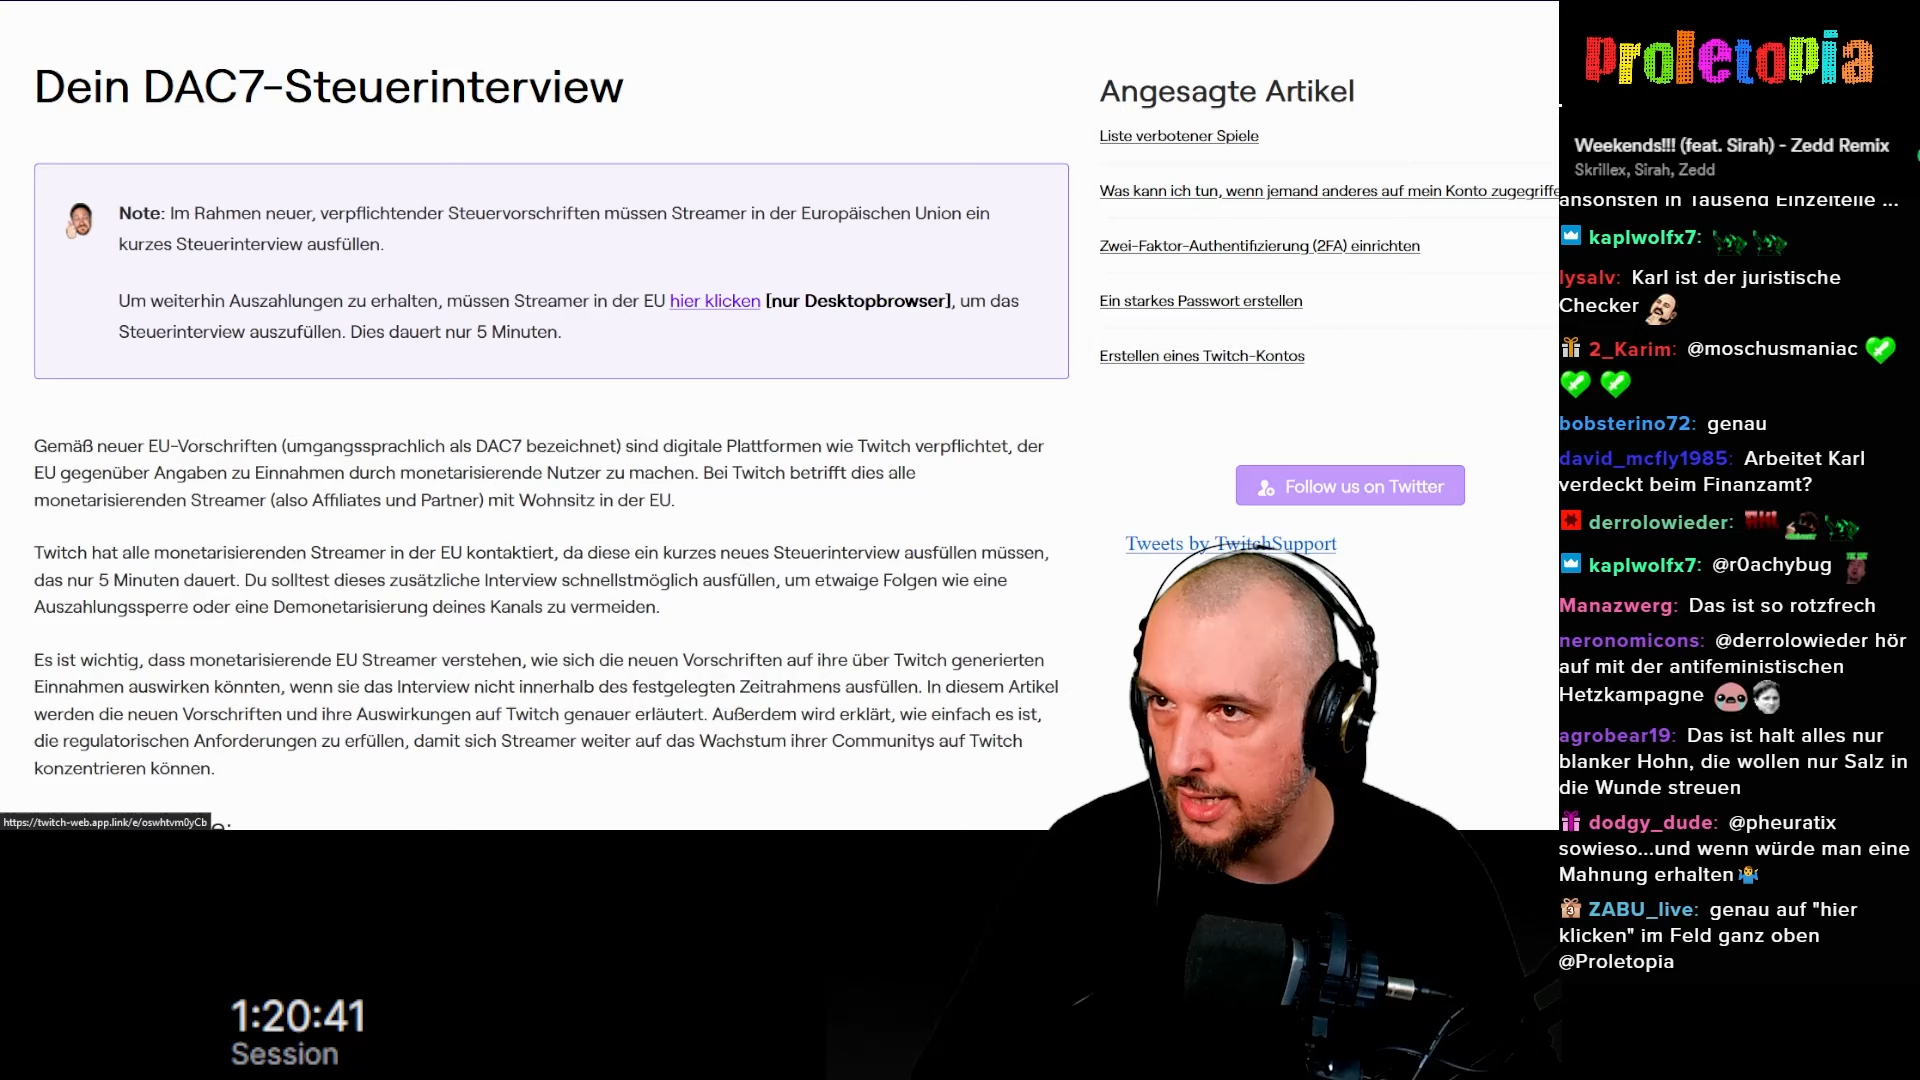 Dein DAC7-Steuerinterview
Note: Im Rahmen neuer, verpflichtender Steuervorschriften müssen Streamer in der Europäischen Union ein
kurzes Steuerinterview ausfüllen.
Um weiterhin Auszahlungen zu erhalten, müssen Streamer in der EU hier klicken [nur Desktopbrowser], um das
Steuerinterview auszufüllen. Dies dauert nur 5 Minuten.
Gemäß neuer EU-Vorschriften (umgangssprachlich als DAC7 bezeichnet) sind digitale Plattformen wie Twitch verpflichtet, der
EU gegenüber Angaben zu Einnahmen durch monetarisierende Nutzer zu machen. Bei Twitch betrifft dies alle
monetarisierenden Streamer (also Affiliates und Partner) mit Wohnsitz in der EU.
Twitch hat alle monetarisierenden Streamer in der EU kontaktiert, da diese ein kurzes neues Steuerinterview ausfüllen müssen,
das nur 5 Minuten dauert. Du solltest dieses zusätzliche Interview schnellstmöglich ausfüllen, um etwaige Folgen wie eine
Auszahlungssperre oder eine Demonetarisierung deines Kanals zu vermeiden.
Es ist wichtig, dass monetarisierende EU Streamer verstehen, wie sich die neuen Vorschriften auf ihre über Twitch generierten
Einnahmen auswirken könnten, wenn sie das Interview nicht innerhalb des festgelegten Zeitrahmens ausfüllen. In diesem Artikel
werden die neuen Vorschriften und ihre Auswirkungen auf Twitch genauer erläutert. Außerdem wird erklärt, wie einfach es ist,
die regulatorischen Anforderungen zu erfüllen, damit sich Streamer weiter auf das Wachstum ihrer Communitys auf Twitch
konzentrieren können.
https://twitch-web.app.link/e/oswhtvm0yCb
1:20:41
Session
Angesagte Artikel
Liste verbotener Spiele
Was kann ich tun, wenn jemand anderes auf mein Konto zugegriffe
Zwei-Faktor-Authentifizierung (2FA) einrichten
Ein starkes Passwort erstellen
Erstellen eines Twitch-Kontos
Follow us on Twitter
Tweets by TwitchSupport
Proletopia
Weekends!!! (feat. Sirah) - Zedd Remix
Skrillex, Sirah, Zedd
ansonsten in Tausend Einzelteile ...
kaplwolfx7:
lysalv: Karl ist der juristische
Checker
2_Karim: @moschusmaniac
bobsterino72: genau
david_mcfly1985: Arbeitet Karl
verdeckt beim Finanzamt?
derrolowieder:
kaplwolfx7: @r0achybug
Manazwerg: Das ist so rotzfrech
neronomicons: @derrolowieder hör
auf mit der antifeministischen
Hetzkampagne
agrobear19: Das ist halt alles nur
blanker Hohn, die wollen nur Salz in
die Wunde streuen
dodgy_dude: @pheuratix
sowieso...und wenn würde man eine
Mahnung erhalten
ZABU_live: genau auf "hier
klicken" im Feld ganz oben
@Proletopia